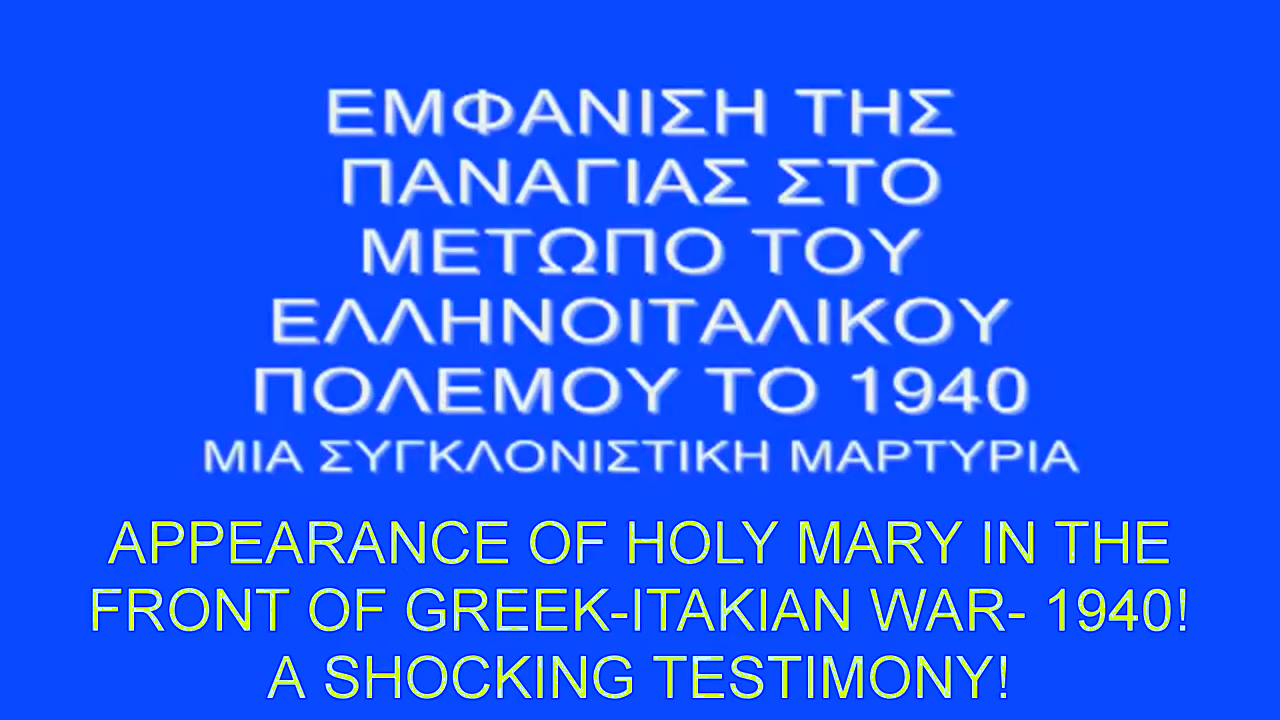 ΕΜΦΑΝΙΣΗ ΤΗΣ
ΠΑΝΑΓΙΑΣ ΣΤΟ
ΜΕΤΩΠΟ ΤΟΥ
ΕΛΛΗΝΟΙΤΑΛΙΚΟΥ
ΠΟΛΕΜΟΥ ΤΟ 1940
ΜΙΑ ΣΥΓΚΛΟΝΙΣΤΙΚΗ ΜΑΡΤΥΡΙΑ
APPEARANCE OF HOLY MARY IN THE
FRONT OF GREEK-ITAKIAN WAR- 1940!
A SHOCKING TESTIMONY!